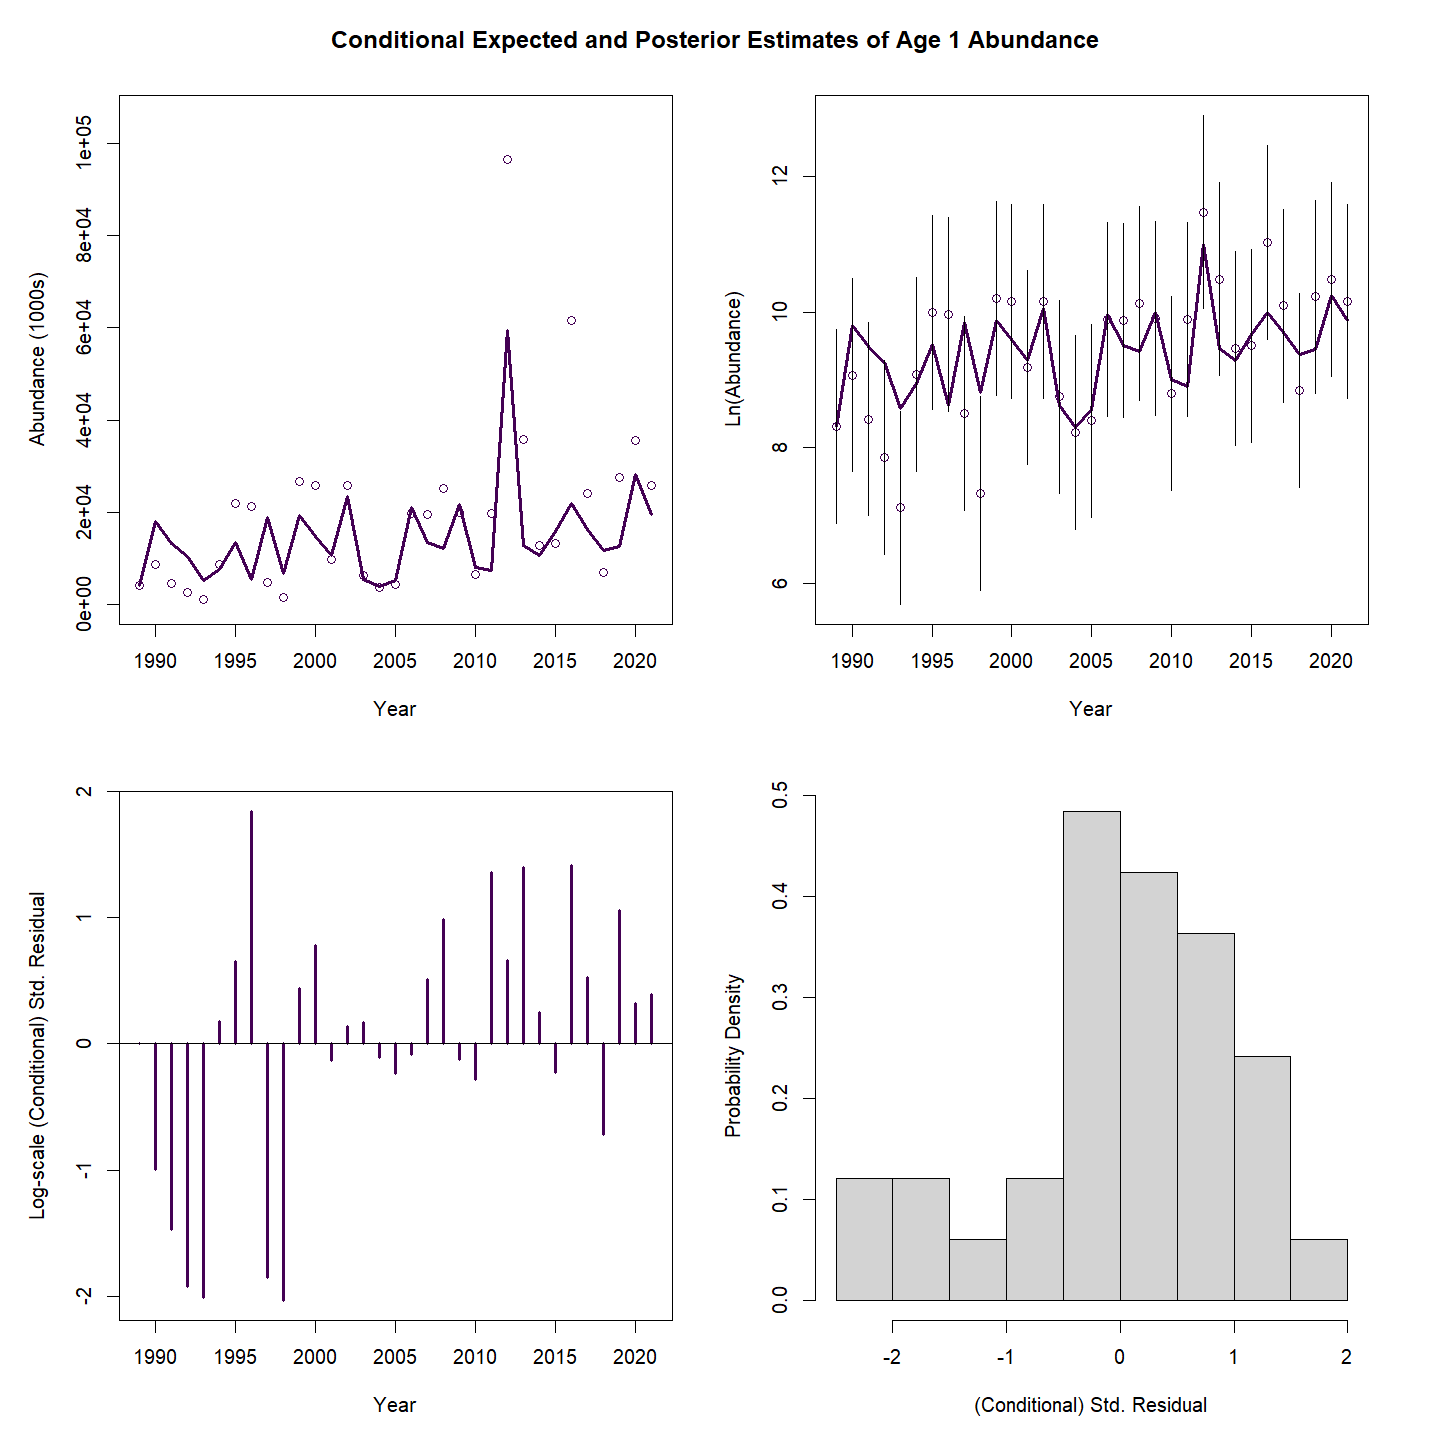 Conditional Expected and Posterior Estimates of Age 1 Abundance
Abundance (1000s)
1e+05
8e+04
6e+04
4e+04
2e+04
0e+00
1990 1995 2000 2005 2010 2015 2020
Year
Ln(Abundance)
12
10
8
6
1990 1995 2000 2005 2010 2015 2020
Year
Log-scale (Conditional) Std. Residual
2
1
0
-1
-2
1990 1995 2000 2005 2010 2015 2020
Year
Probability Density
0.5
0.4
0.3
0.2
0.1
0.0
-2 -1 0 1 2
(Conditional) Std. Residual